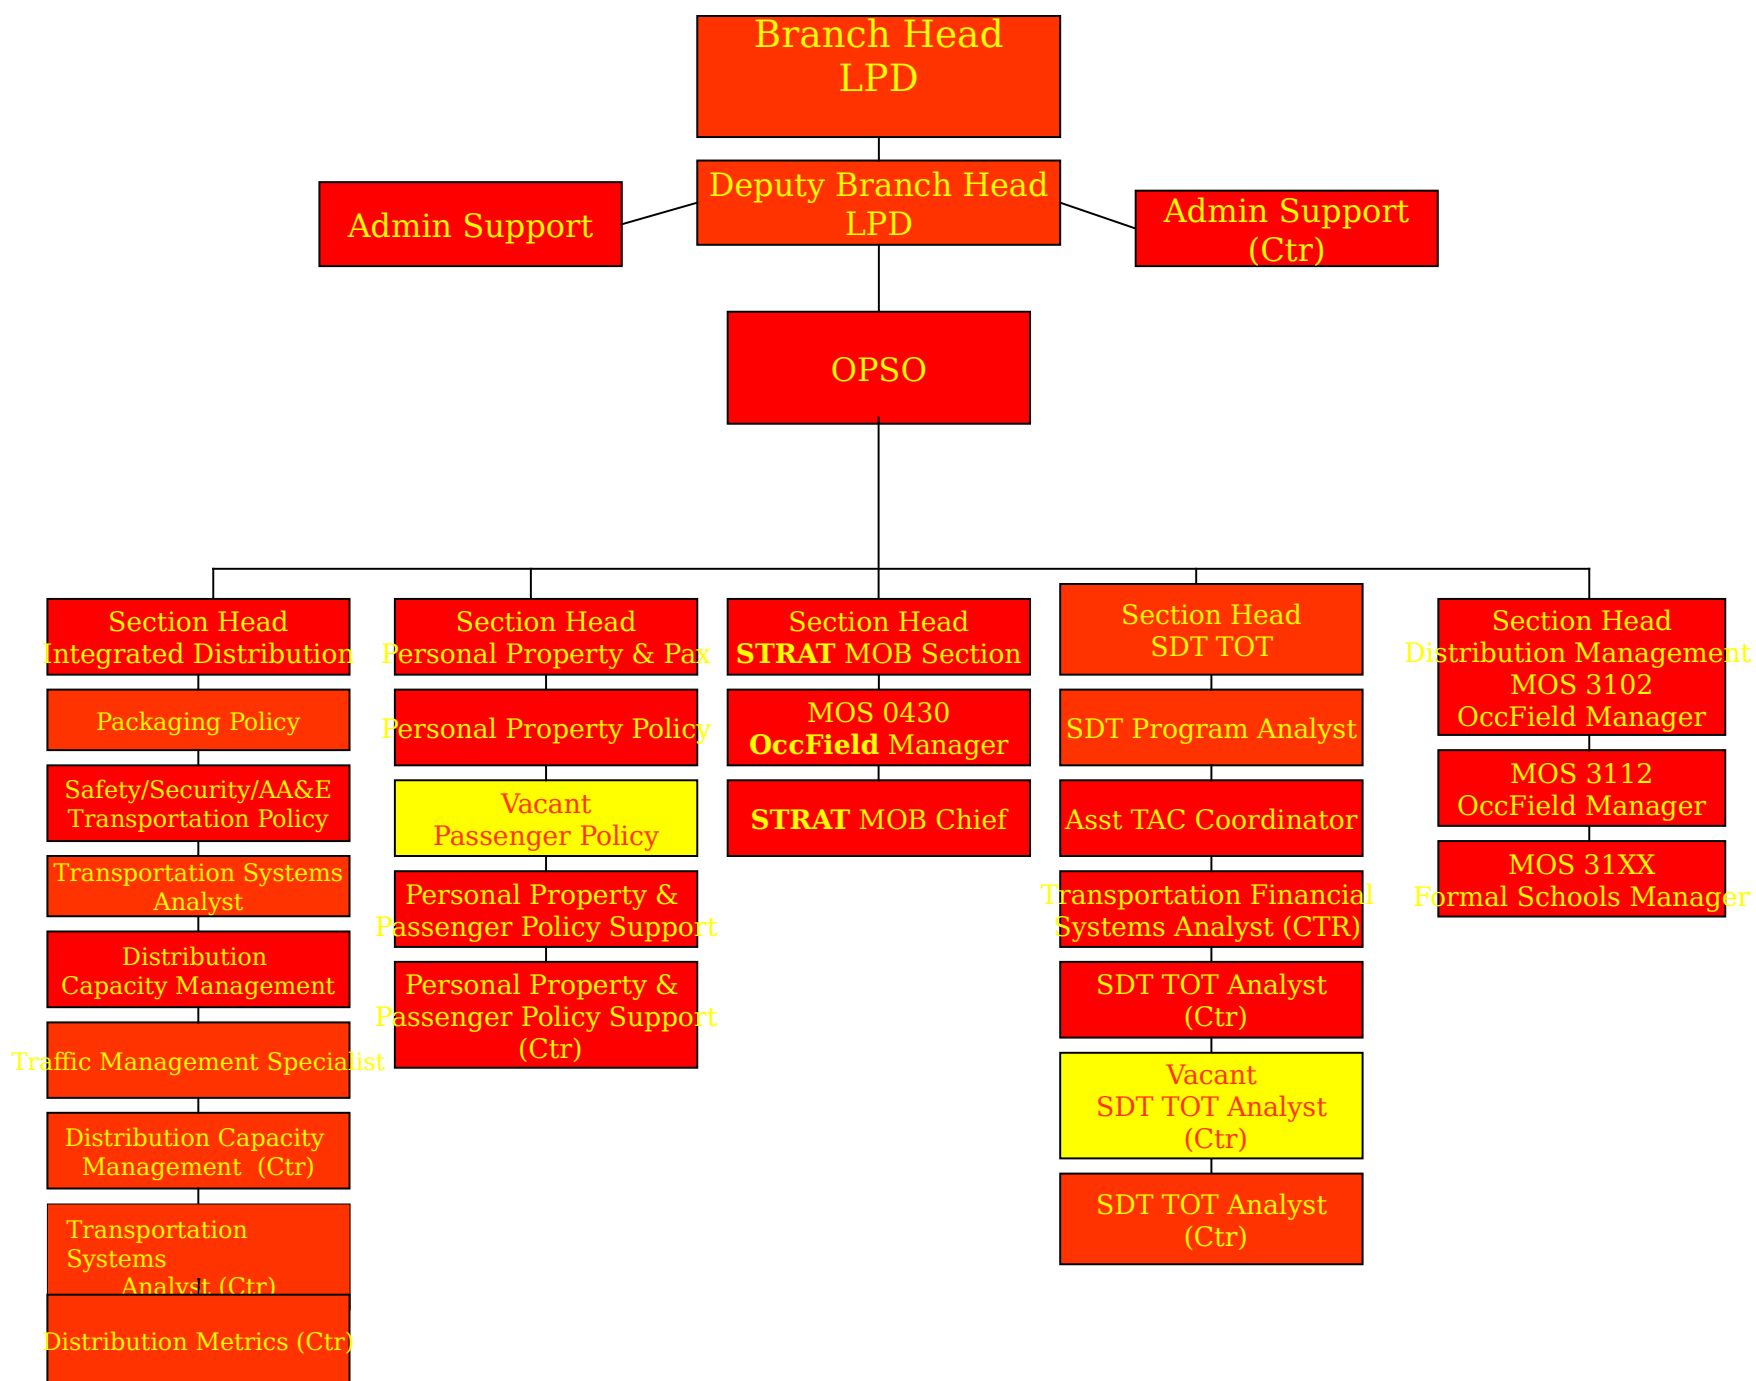 Branch Head
LPD
Deputy Branch Head
LPD
Admin Support
Admin Support
(Ctr)
OPSO
Section Head
Integrated Distribution
Packaging Policy
Safety/Security/AA&E
Transportation Policy
Transportation Systems
Analyst
Distribution
Capacity Management
Traffic Management Specialist
Distribution Capacity
Management (Ctr)
Transportation
Systems
Analyst (Ctr)
Distribution Metrics (Ctr)
Section Head
Personal Property & Pax
Personal Property Policy
Vacant
Passenger Policy
Personal Property &
Passenger Policy Support
Personal Property &
Passenger Policy Support
(Ctr)
Section Head
STRAT MOB Section
MOS 0430
OccField Manager
STRAT MOB Chief
Section Head
SDT TOT
SDT Program Analyst
Asst TAC Coordinator
Transportation Financial
Systems Analyst (CTR)
SDT TOT Analyst
(Ctr)
Vacant
SDT TOT Analyst
(Ctr)
SDT TOT Analyst
(Ctr)
Section Head
Distribution Management
MOS 3102
OccField Manager
MOS 3112
OccField Manager
MOS 31XX
Formal Schools Manager